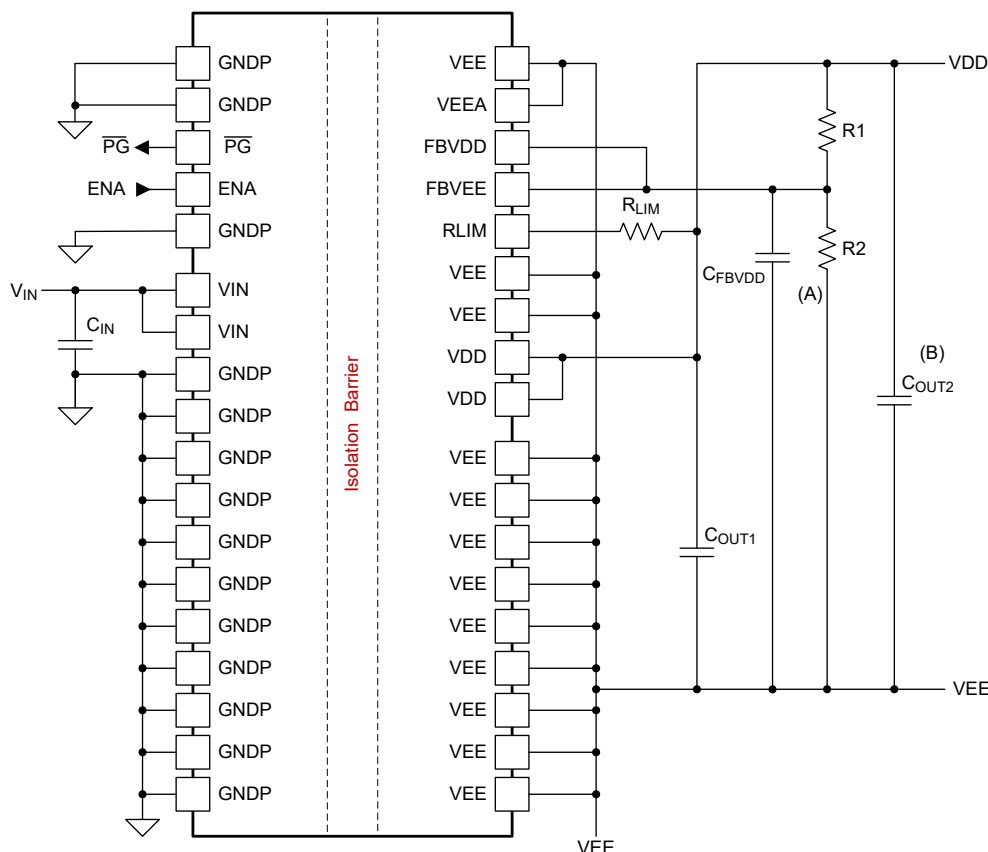 GNDP
VEE
VDD
GNDP
VEEA
R1
PG
PG
FBVDD
ENA
ENA
FBVEE
R2
GNDP
RLIM
RLIM
CFBVDD
(A)
VIN
VIN
VEE
CIN
VIN
VEE
GNDP
VDD
(B)
COUT2
GNDP
VDD
Isolation Barrier
GNDP
VEE
GNDP
VEE
GNDP
VEE
COUT1
GNDP
VEE
GNDP
VEE
GNDP
VEE
VEE
GNDP
VEE
GNDP
VEE
GNDP
VEE
VEE